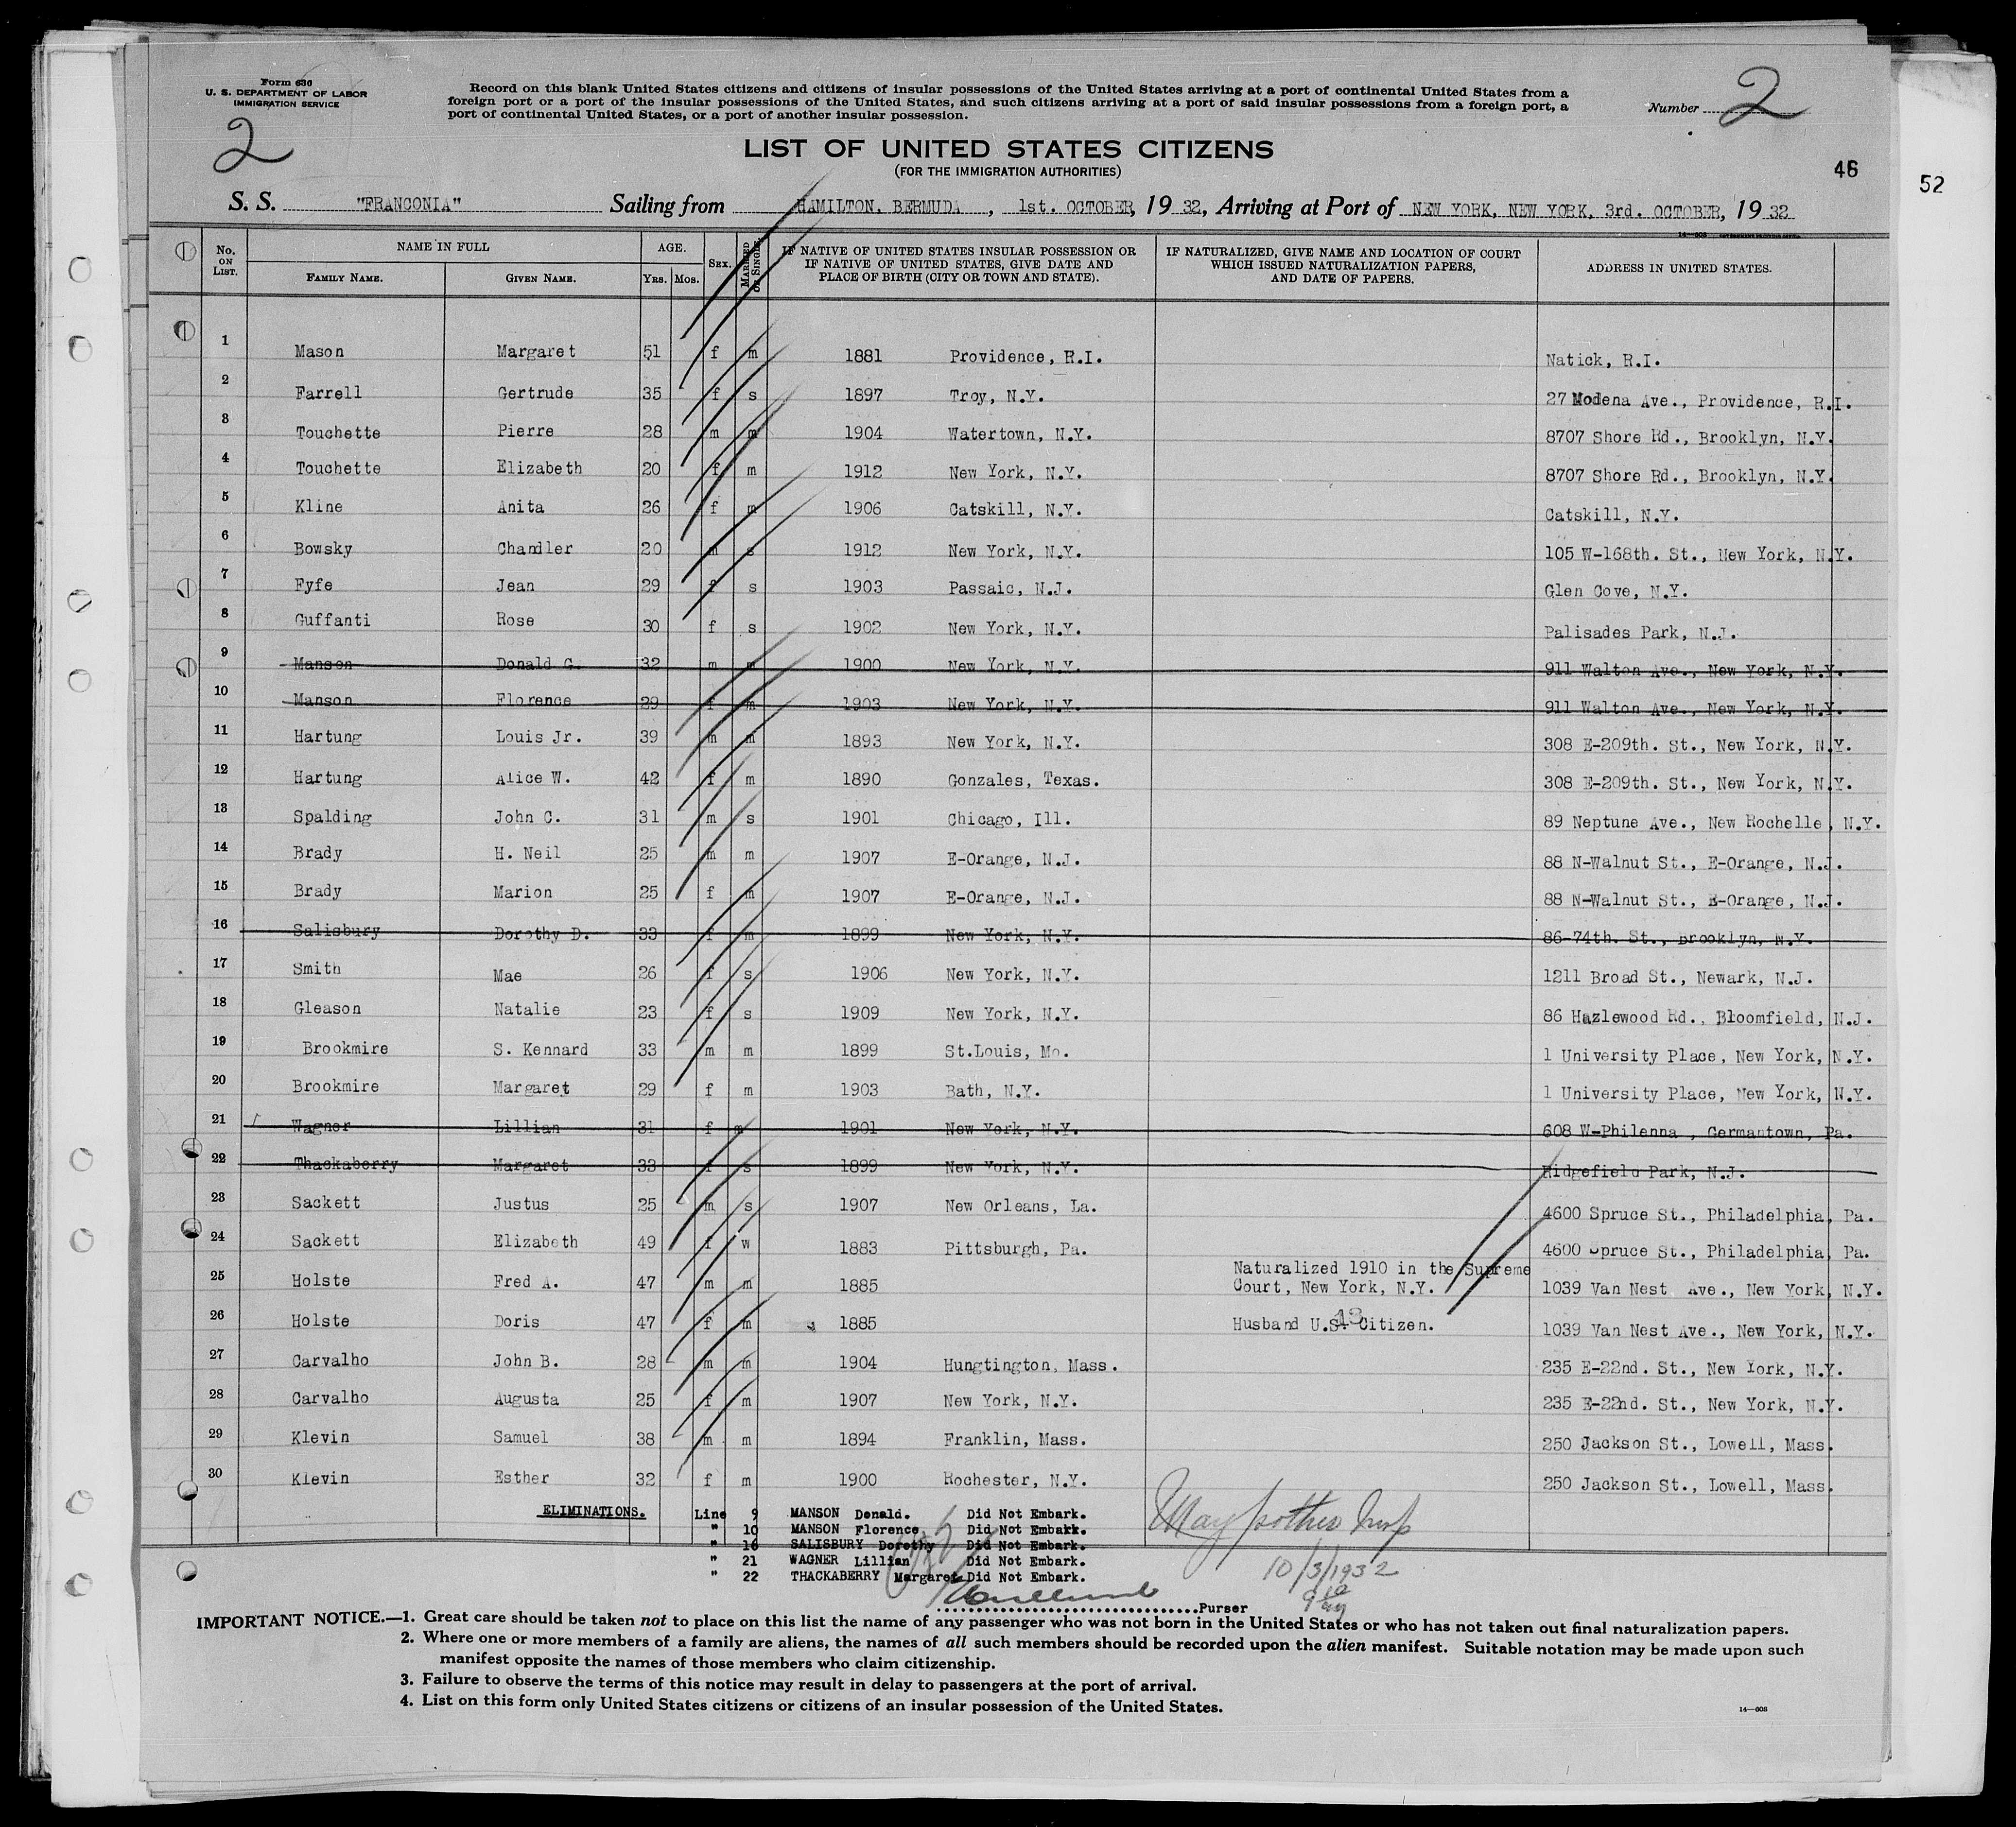 Form 630
U. S. DEPARTMENT OF LABOR
IMMIGRATION SERVICE
2
Record on this blank United States citizens and citizens of insular possessions of the United States arriving at a port of continental United States from a
foreign port or a port of the insular possessions of the United States, and such citizens arriving at a port of said insular possessions from a foreign port, a
port of continental United States, or a port of another insular possession.
Number 2
LIST OF UNITED STATES CITIZENS
(FOR THE IMMIGRATION AUTHORITIES)
46
52
S. S. "FRANCONIA" Sailing from HAMILTON, BERMUDA, 1st. OCTOBER, 19 32, Arriving at Port of NEW YORK, NEW YORK, 3rd. OCTOBER, 19 32
No. ON LIST. NAME IN FULL AGE. SEX. MARRIED OR SINGLE. IF NATIVE OF UNITED STATES INSULAR POSSESSION OR IF NATIVE OF UNITED STATES, GIVE DATE AND PLACE OF BIRTH (CITY OR TOWN AND STATE). IF NATURALIZED, GIVE NAME AND LOCATION OF COURT WHICH ISSUED NATURALIZATION PAPERS, AND DATE OF PAPERS. ADDRESS IN UNITED STATES.
FAMILY NAME. GIVEN NAME. YRS. MOS.
1 Mason Margaret 51 f m 1881 Providence, R.I. Natick, R.I.
2 Farrell Gertrude 35 f s 1897 Troy, N.Y. 27 Modena Ave., Providence, R.I.
3 Touchette Pierre 28 m m 1904 Watertown, N.Y. 8707 Shore Rd., Brooklyn, N.Y.
4 Touchette Elizabeth 20 f m 1912 New York, N.Y. 8707 Shore Rd., Brooklyn, N.Y.
5 Kline Anita 26 f m 1906 Catskill, N.Y. Catskill, N.Y.
6 Bowsky Chandler 20 m s 1912 New York, N.Y. 105 W-168th. St., New York, N.Y.
7 Fyfe Jean 29 f s 1903 Passaic, N.J. Glen Cove, N.Y.
8 Guffanti Rose 30 f s 1902 New York, N.Y. Palisades Park, N.J.
9 Manson Donald G. 32 m m 1900 New York, N.Y. 911 Walton Ave., New York, N.Y.
10 Manson Florence 29 f m 1903 New York, N.Y. 911 Walton Ave., New York, N.Y.
11 Hartung Louis Jr. 39 m m 1893 New York, N.Y. 308 E-209th. St., New York, N.Y.
12 Hartung Alice W. 42 f m 1890 Gonzales, Texas. 308 E-209th. St., New York, N.Y.
13 Spalding John C. 31 m s 1901 Chicago, Ill. 89 Neptune Ave., New Rochelle, N.Y.
14 Brady H. Neil 25 m m 1907 E-Orange, N.J. 88 N-Walnut St., E-Orange, N.J.
15 Brady Marion 25 f m 1907 E-Orange, N.J. 88 N-Walnut St., E-Orange, N.J.
16 Salisbury Dorothy D. 33 f m 1899 New York, N.Y. 86-74th. St., Brooklyn, N.Y.
17 Smith Mae 26 f s 1906 New York, N.Y. 1211 Broad St., Newark, N.J.
18 Gleason Natalie 23 f s 1909 New York, N.Y. 86 Hazlewood Rd., Bloomfield, N.J.
19 Brookmire S. Kennard 33 m m 1899 St.Louis, Mo. 1 University Place, New York, N.Y.
20 Brookmire Margaret 29 f m 1903 Bath, N.Y. 1 University Place, New York, N.Y.
21 Wagner Lillian 31 f m 1901 New York, N.Y. 608 W-Philenna, Germantown, Pa.
22 Thackaberry Margaret 33 f s 1899 New York, N.Y. Ridgefield Park, N.J.
23 Sackett Justus 25 m s 1907 New Orleans, La. 4600 Spruce St., Philadelphia, Pa.
24 Sackett Elizabeth 49 f w 1883 Pittsburgh, Pa. 4600 Spruce St., Philadelphia, Pa.
25 Holste Fred A. 47 m m 1885 Naturalized 1910 in the Supreme Court, New York, N.Y. 1039 Van Nest Ave., New York, N.Y.
26 Holste Doris 47 f m 1885 Husband U.S. Citizen. 13 1039 Van Nest Ave., New York, N.Y.
27 Carvalho John B. 28 m m 1904 Hungtington, Mass. 235 E-22nd. St., New York, N.Y.
28 Carvalho Augusta 25 f m 1907 New York, N.Y. 235 E-22nd. St., New York, N.Y.
29 Klevin Samuel 38 m m 1894 Franklin, Mass. 250 Jackson St., Lowell, Mass.
30 Klevin Esther 32 f m 1900 Rochester, N.Y. 250 Jackson St., Lowell, Mass.
ELIMINATIONS. Line 9 MANSON Donald. Did Not Embark.
" 10 MANSON Florence Did Not Embark.
" 16 SALISBURY Dorothy Did Not Embark.
" 21 WAGNER Lillian Did Not Embark.
" 22 THACKABERRY Margaret Did Not Embark.
10/3/1932
Purser
IMPORTANT NOTICE.—1. Great care should be taken not to place on this list the name of any passenger who was not born in the United States or who has not taken out final naturalization papers.
2. Where one or more members of a family are aliens, the names of all such members should be recorded upon the alien manifest. Suitable notation may be made upon such
manifest opposite the names of those members who claim citizenship.
3. Failure to observe the terms of this notice may result in delay to passengers at the port of arrival.
4. List on this form only United States citizens or citizens of an insular possession of the United States.
14—608